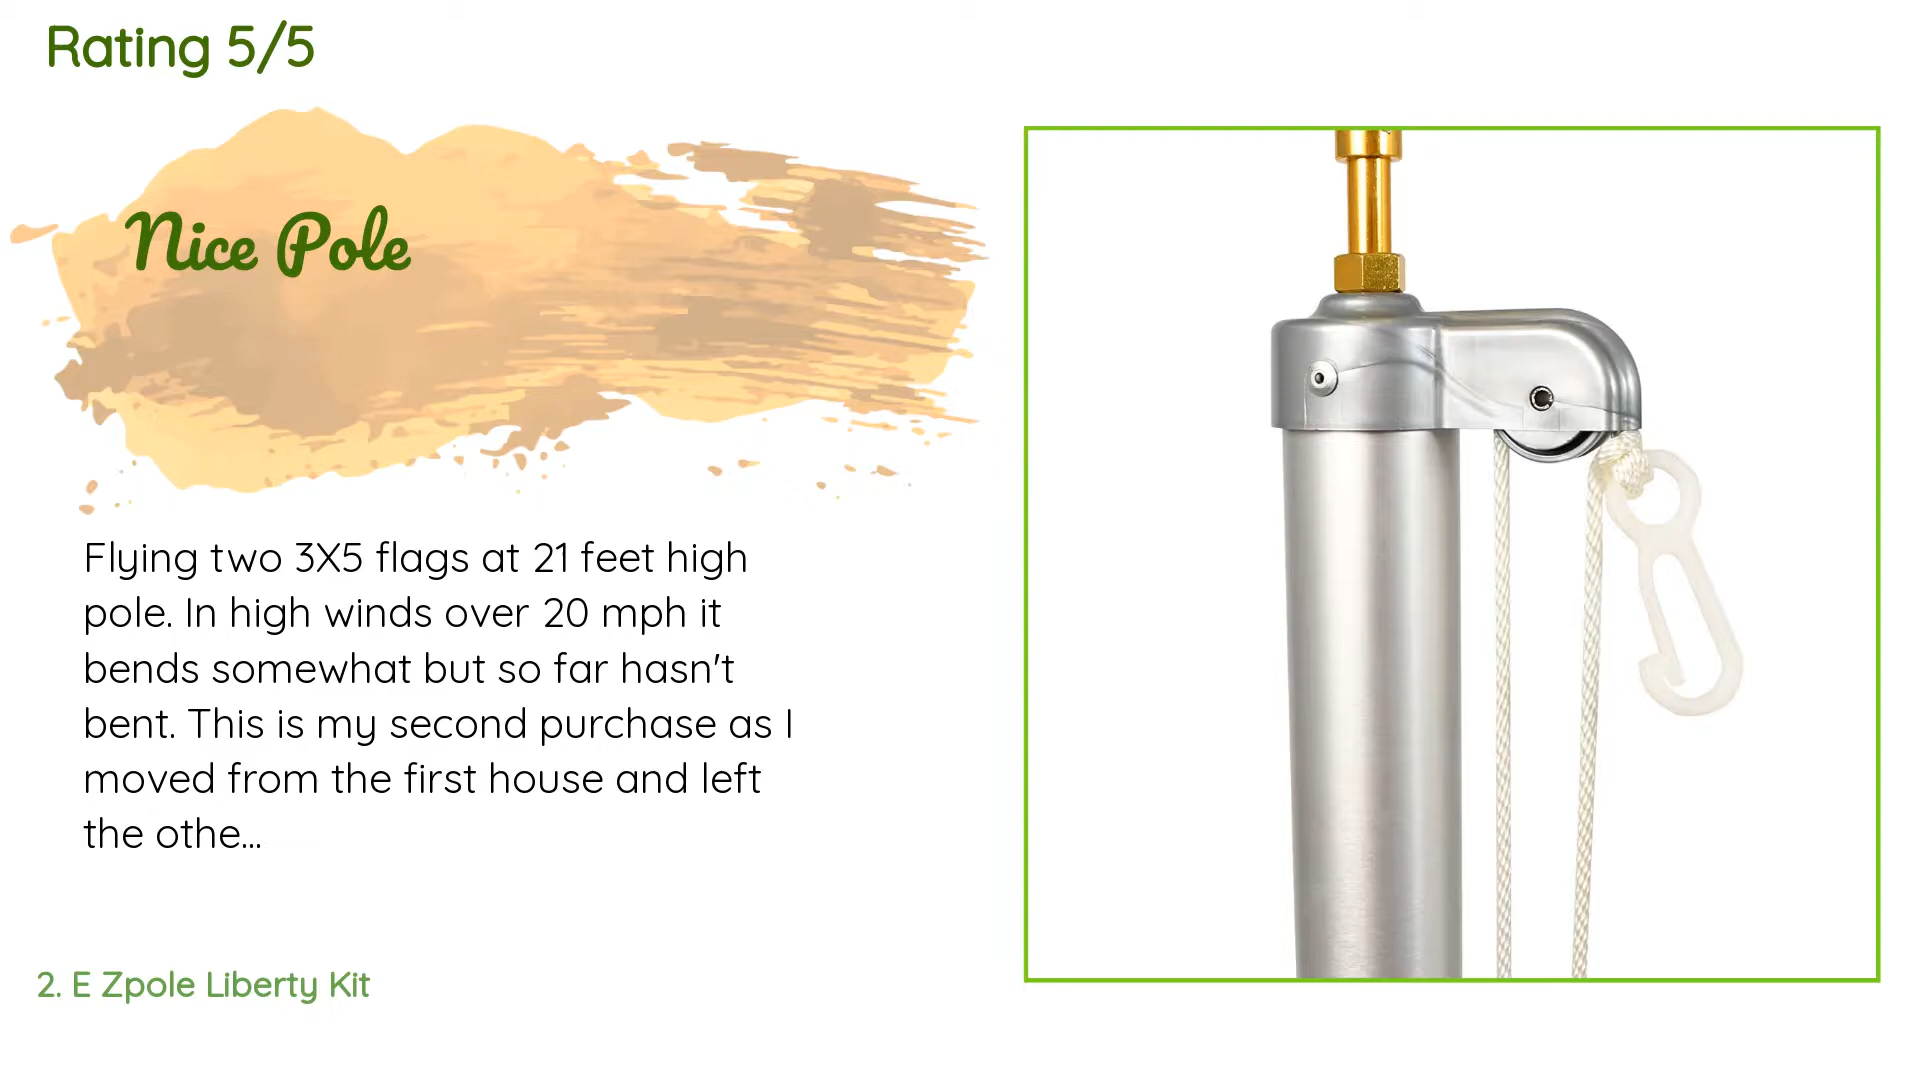 Rating 5/5
Nice Pole
Flying two 3X5 flags at 21 feet high
pole. In high winds over 20 mph it
bends somewhat but so far hasn't
bent. This is my second purchase as I
moved from the first house and left
the othe...
2. E Zpole Liberty Kit